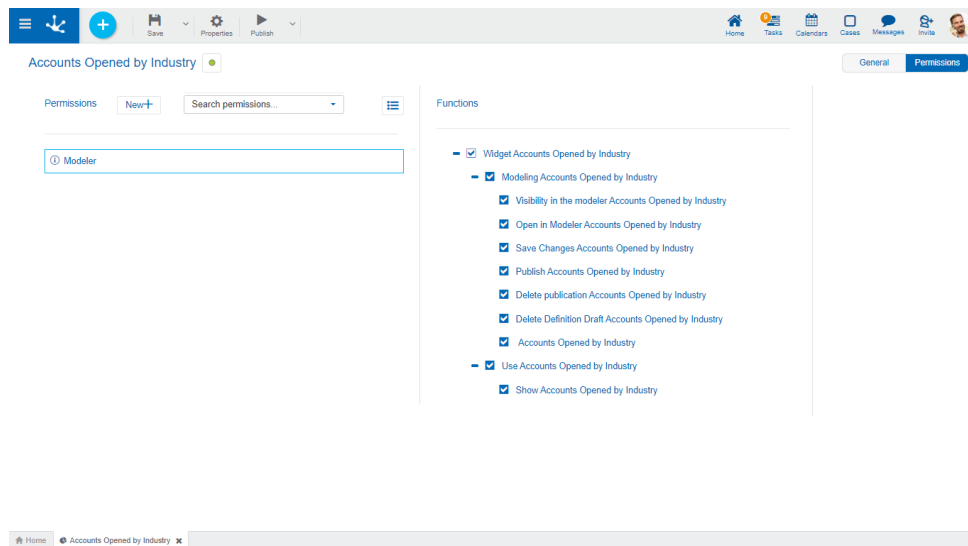 Save
Properties
Publish
Home
9
Tasks
Calendars
Cases
Messages
Invite
Accounts Opened by Industry
General
Permissions
Permissions
New
Search permissions...
Functions
Modeler
Widget Accounts Opened by Industry
Modeling Accounts Opened by Industry
Visibility in the modeler Accounts Opened by Industry
Open in Modeler Accounts Opened by Industry
Save Changes Accounts Opened by Industry
Publish Accounts Opened by Industry
Delete publication Accounts Opened by Industry
Delete Definition Draft Accounts Opened by Industry
Accounts Opened by Industry
Use Accounts Opened by Industry
Show Accounts Opened by Industry
Home
Accounts Opened by Industry